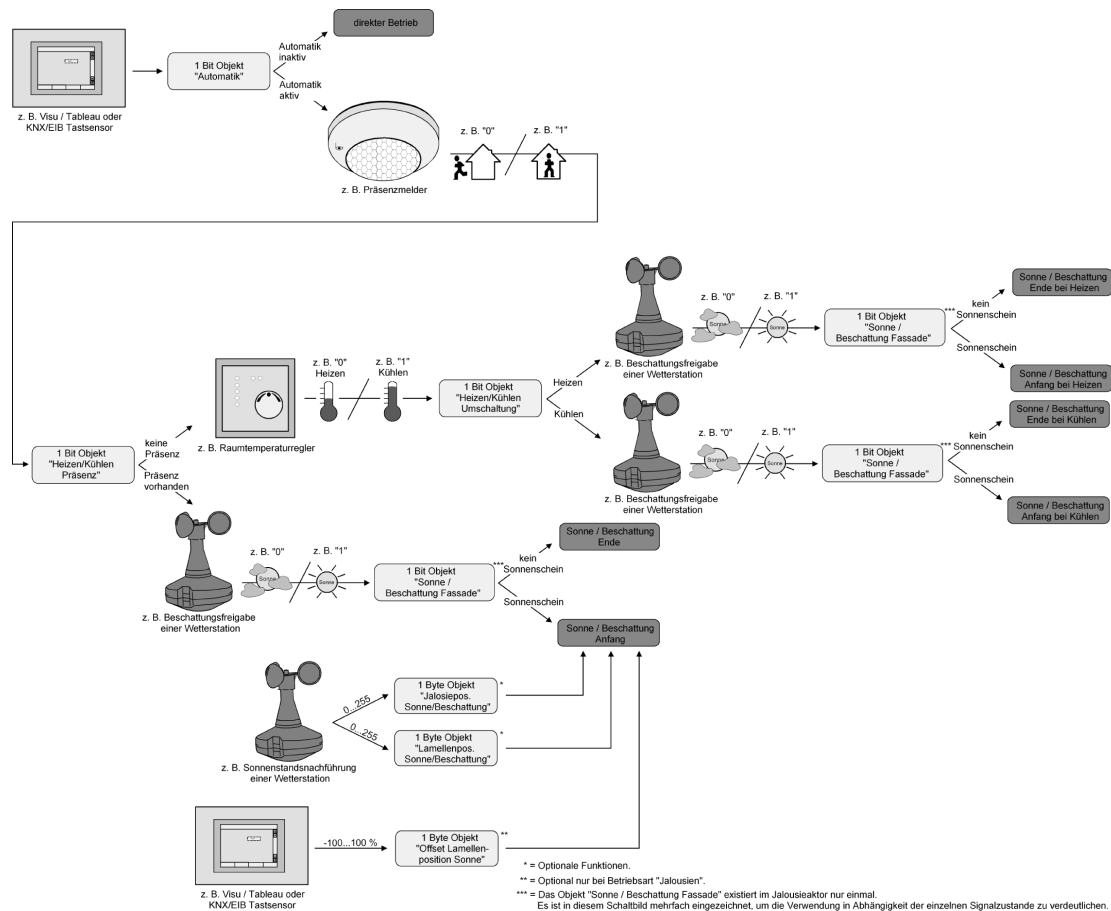 direkter Betrieb
Automatik
inaktiv
1 Bit Objekt
"Automatik"
Automatik
aktiv
z. B. Visu / Tableau oder
KNX/EIB Tastsensor
z. B. "0"
z. B. "1"
z. B. Präsenzmelder
Sonne / Beschattung
Ende bei Heizen
z. B. "0"
z. B. "1"
kein
Sonnenschein
Sonne
Sonne
1 Bit Objekt
"Sonne /
Beschattung Fassade"
***
Sonnenschein
z. B. Beschattungsfreigabe
einer Wetterstation
Sonne / Beschattung
Anfang bei Heizen
z. B. "0"
Heizen
z. B. "1"
Kühlen
1 Bit Objekt
"Heizen/Kühlen
Umschaltung"
Heizen
Kühlen
z. B. Raumtemperaturregler
Sonne / Beschattung
Ende bei Kühlen
z. B. "0"
z. B. "1"
kein
Sonnenschein
Sonne
Sonne
1 Bit Objekt
"Sonne /
Beschattung Fassade"
***
Sonnenschein
z. B. Beschattungsfreigabe
einer Wetterstation
Sonne / Beschattung
Anfang bei Kühlen
1 Bit Objekt
"Heizen/Kühlen
Präsenz"
keine
Präsenz
Präsenz
vorhanden
Sonne / Beschattung
Ende
z. B. "0"
z. B. "1"
kein
Sonnenschein
Sonne
Sonne
1 Bit Objekt
"Sonne /
Beschattung Fassade"
***
Sonnenschein
z. B. Beschattungsfreigabe
einer Wetterstation
Sonne / Beschattung
Anfang
0...255
1 Byte Objekt
"Jalosiepos.
Sonne/Beschattung"
*
0...255
1 Byte Objekt
"Lamellenpos.
Sonne/Beschattung"
*
z. B. Sonnenstandsnachführung
einer Wetterstation
-100...100 %
1 Byte Objekt
"Offset Lamellen-
position Sonne"
**
z. B. Visu / Tableau oder
KNX/EIB Tastsensor
* = Optionale Funktionen.
** = Optional nur bei Betriebsart "Jalousien".
*** = Das Objekt "Sonne / Beschattung Fassade" existiert im Jalousieaktor nur einmal.
Es ist in diesem Schaltbild mehrfach eingezeichnet, um die Verwendung in Abhängigkeit der einzelnen Signalzustande zu verdeutlichen.